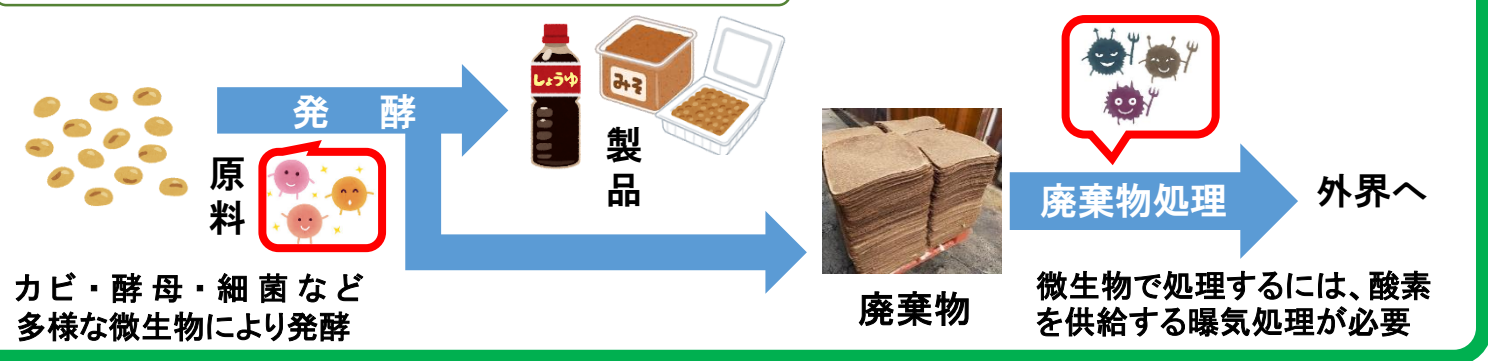 発 酵
原料
カビ・酵母・細菌など
多様な微生物により発酵
しょうゆ
みそ
製品
廃棄物
廃棄物処理
外界へ
微生物で処理するには、酸素
を供給する曝気処理が必要